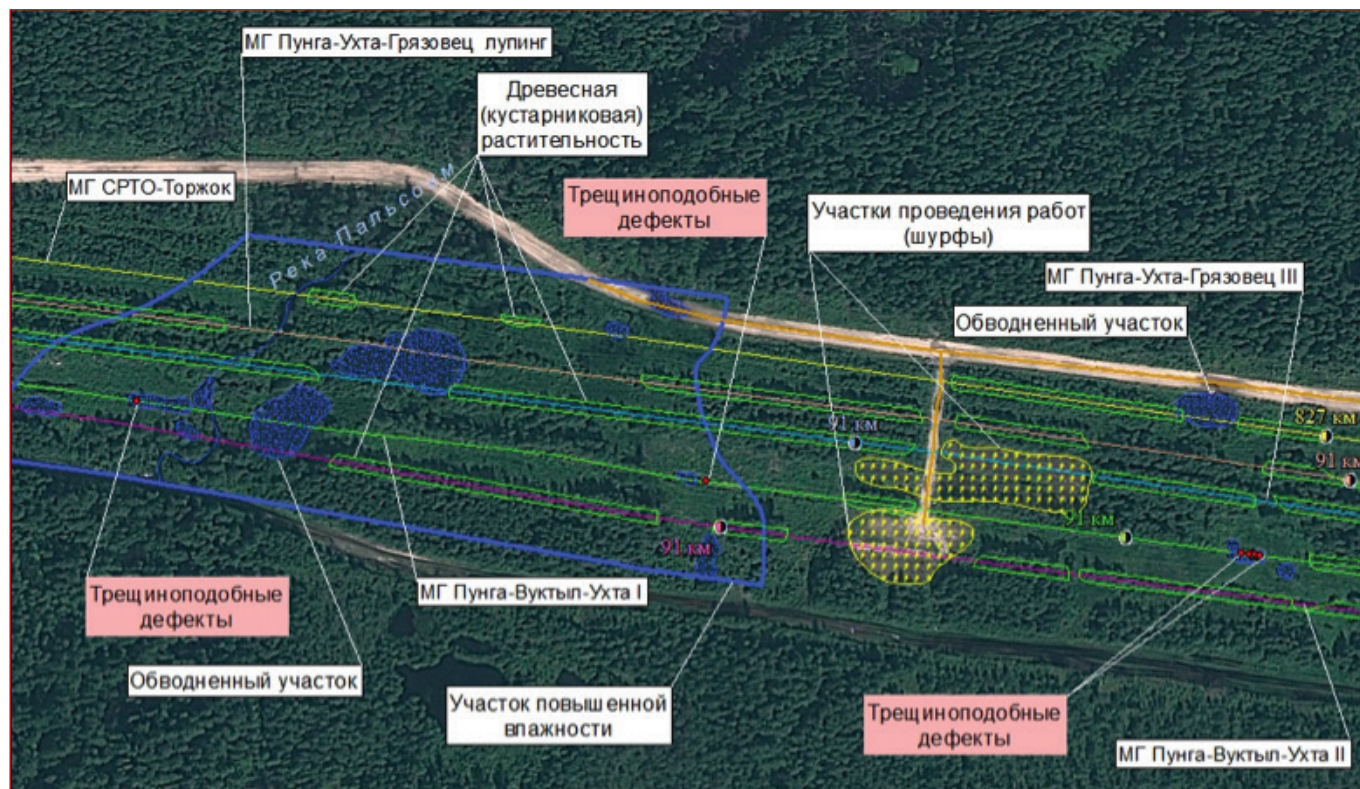 МГ Пунга-Ухта-Грязовец лупинг
Древесная
(кустарниковая)
растительность
МГ СРТО-Торжок
Река Пальсоим
Трещиноподобные
дефекты
Участки проведения работ
(шурфы)
МГ Пунга-Ухта-Грязовец III
Обводненный участок
91 км
827 км
91 км
91 км
91 км
Трещиноподобные
дефекты
МГ Пунга-Вуктыл-Ухта I
Обводненный участок
Участок повышенной
влажности
Трещиноподобные
дефекты
МГ Пунга-Вуктыл-Ухта II